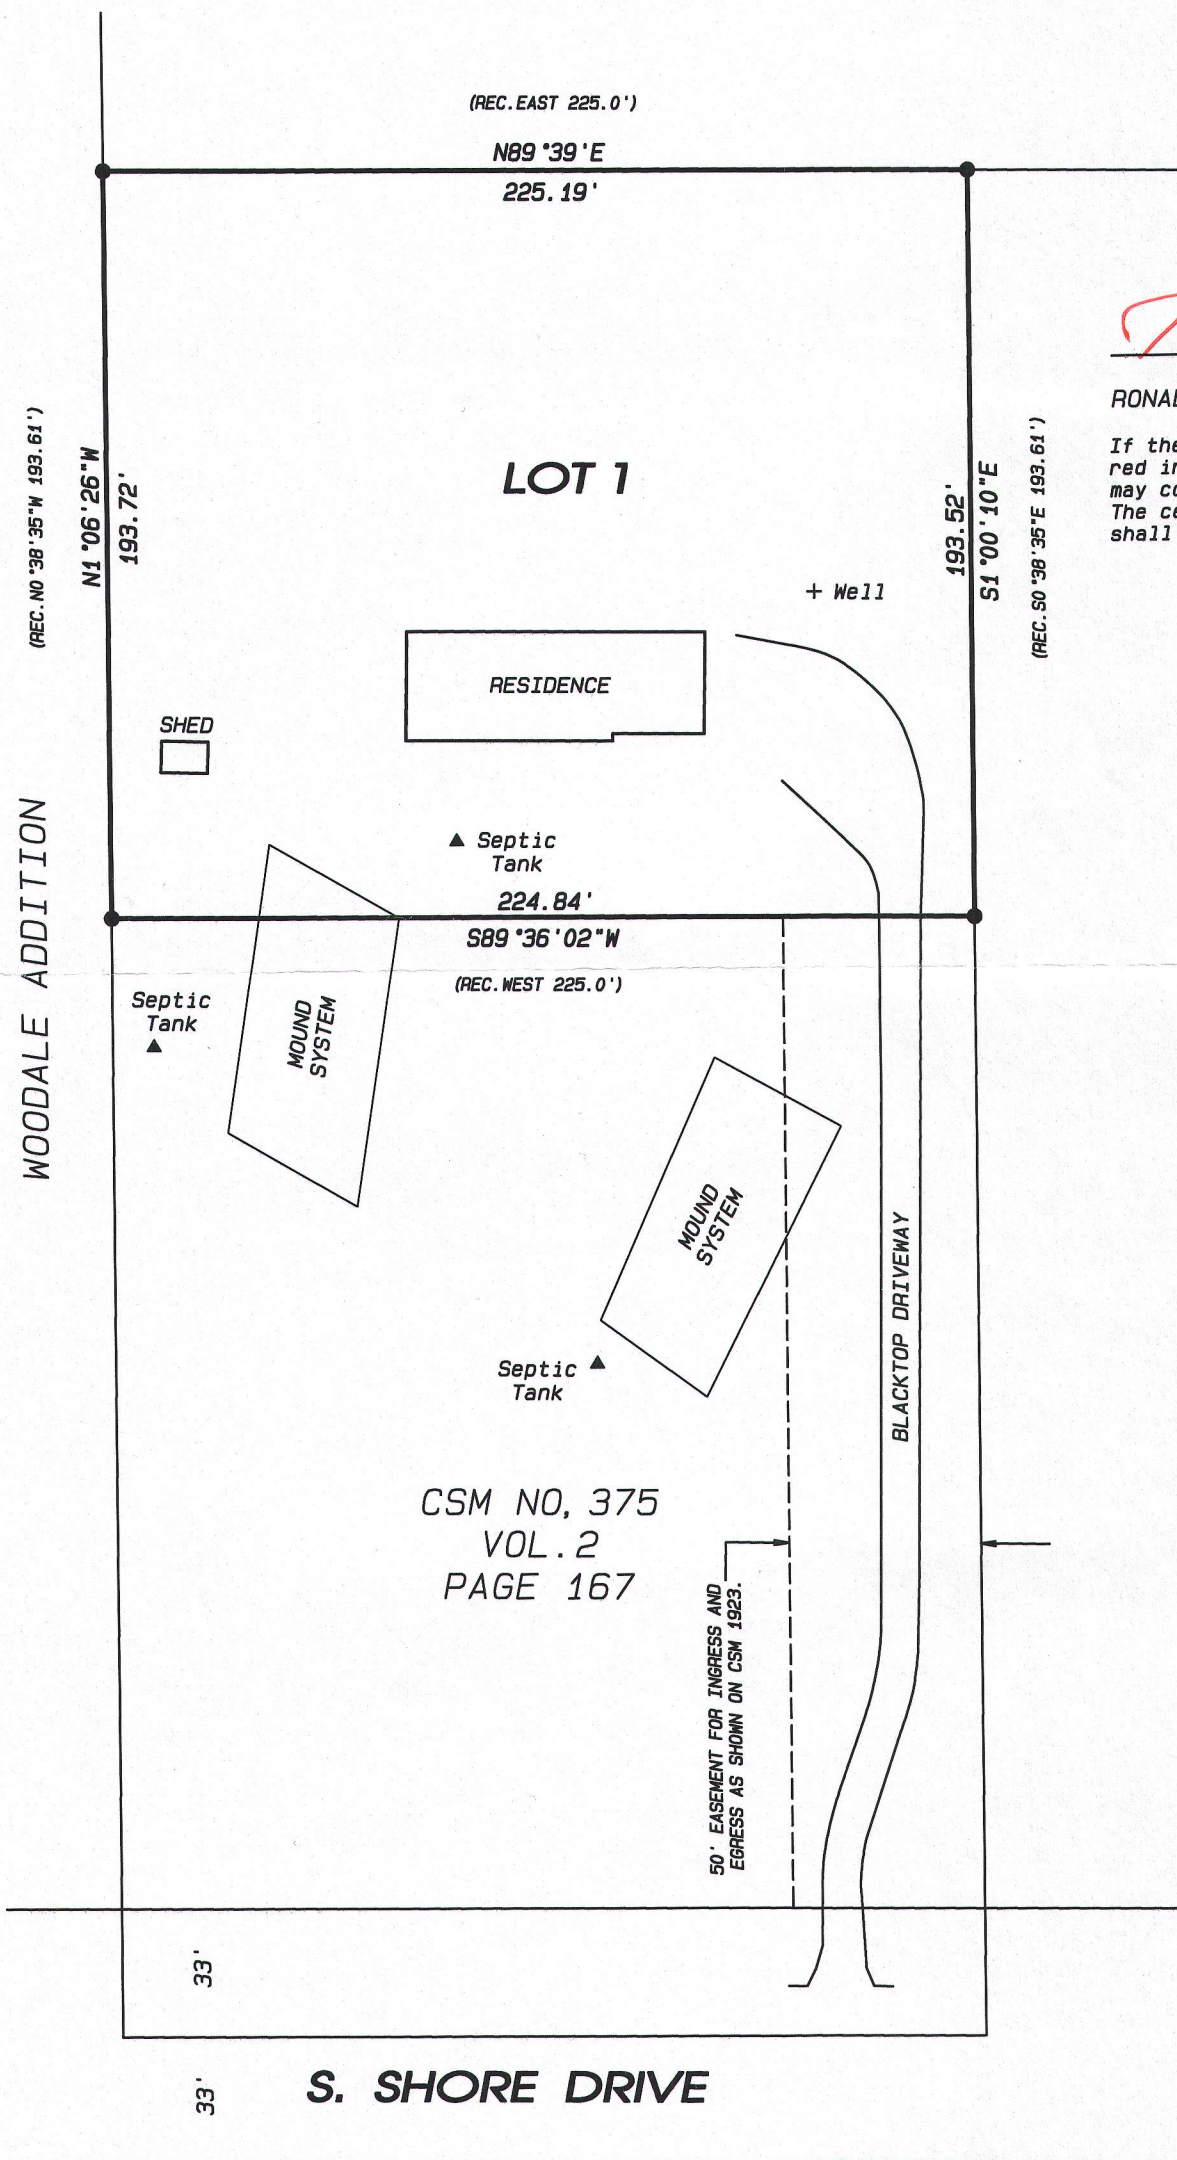 (REC.EAST 225.0')
N89°39'E
225.19'
(REC.N0°38'35"W 193.61')
N1°06'26"W
193.72'
LOT 1
193.52'
S1°00'10"E
(REC.S0°38'35"E 193.61')
RONAL
If the
red in
may co
The ce
shall
+ Well
RESIDENCE
SHED
WOODALE ADDITION
Septic
Tank
224.84'
S89°36'02"W
(REC.WEST 225.0')
Septic
Tank
MOUND
SYSTEM
MOUND
SYSTEM
Septic
Tank
BLACKTOP DRIVEWAY
CSM NO, 375
VOL.2
PAGE 167
50' EASEMENT FOR INGRESS AND
EGRESS AS SHOWN ON CSM 1923.
33'
33'
S. SHORE DRIVE